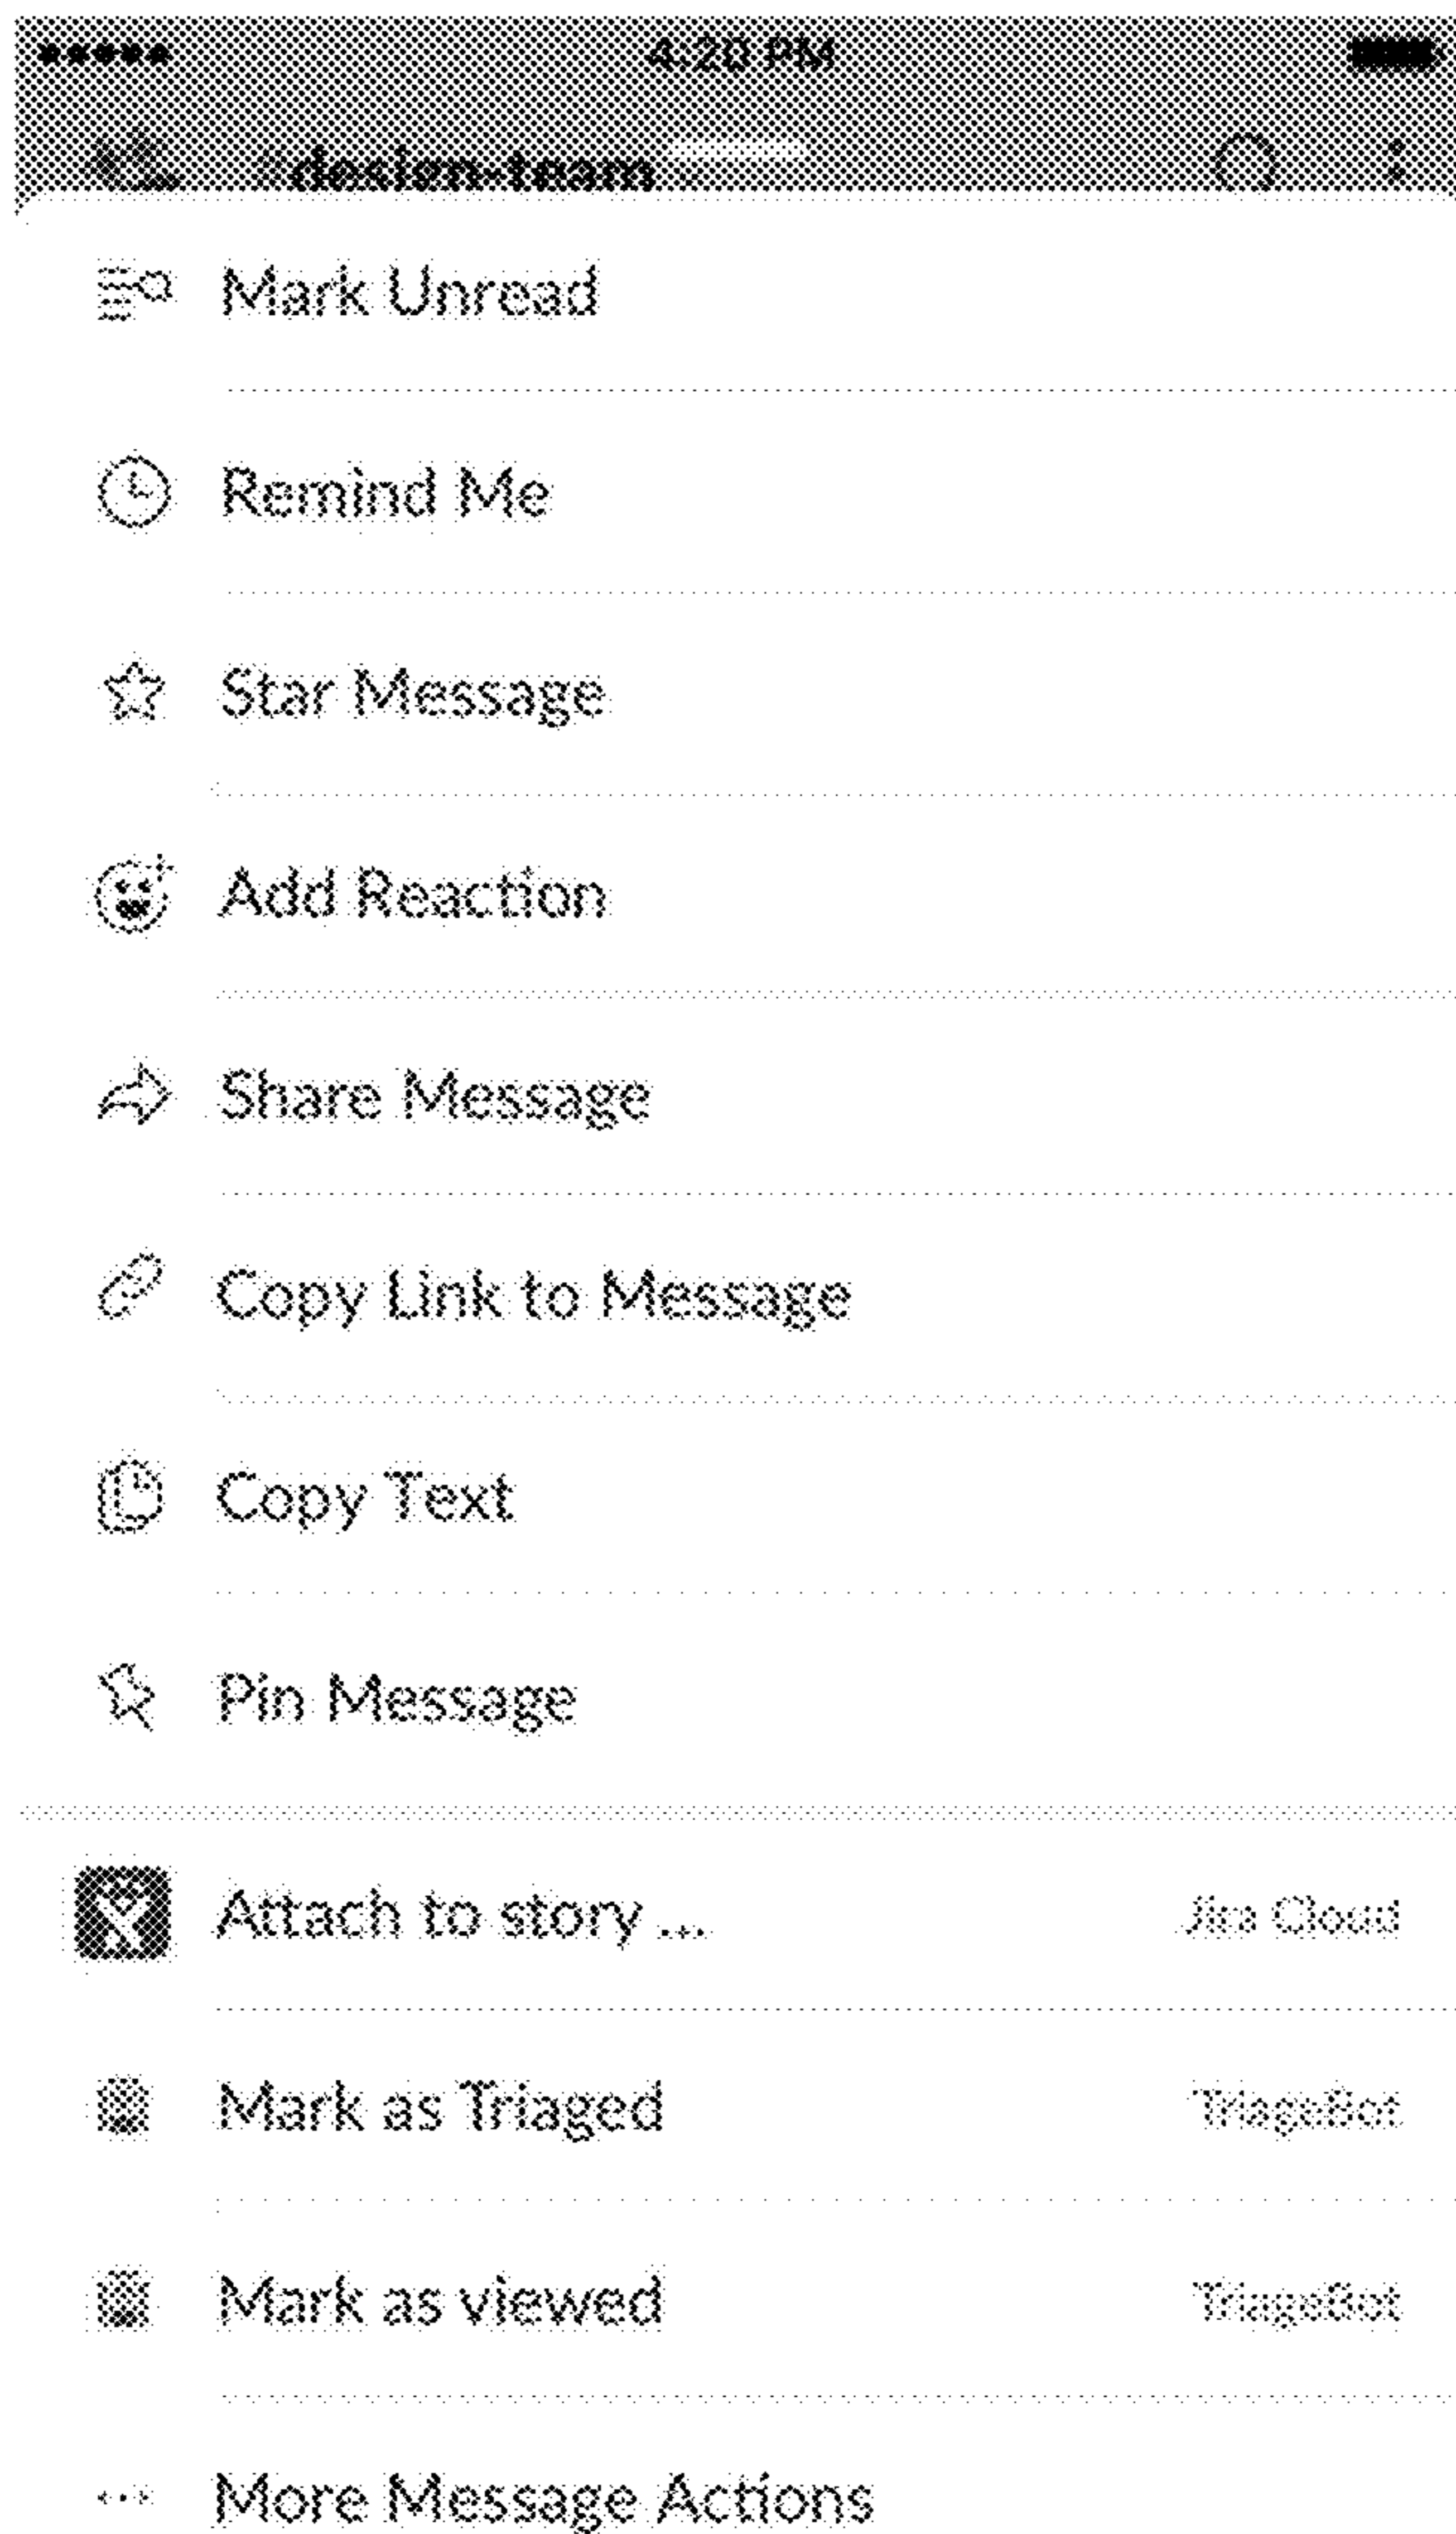 4:20 PM
#design-team
Mark Unread
Remind Me
Star Message
Add Reaction
Share Message
Copy Link to Message
Copy Text
Pin Message
Attach to story ... Jira Cloud
Mark as Triaged TriageBot
Mark as viewed TriageBot
More Message Actions